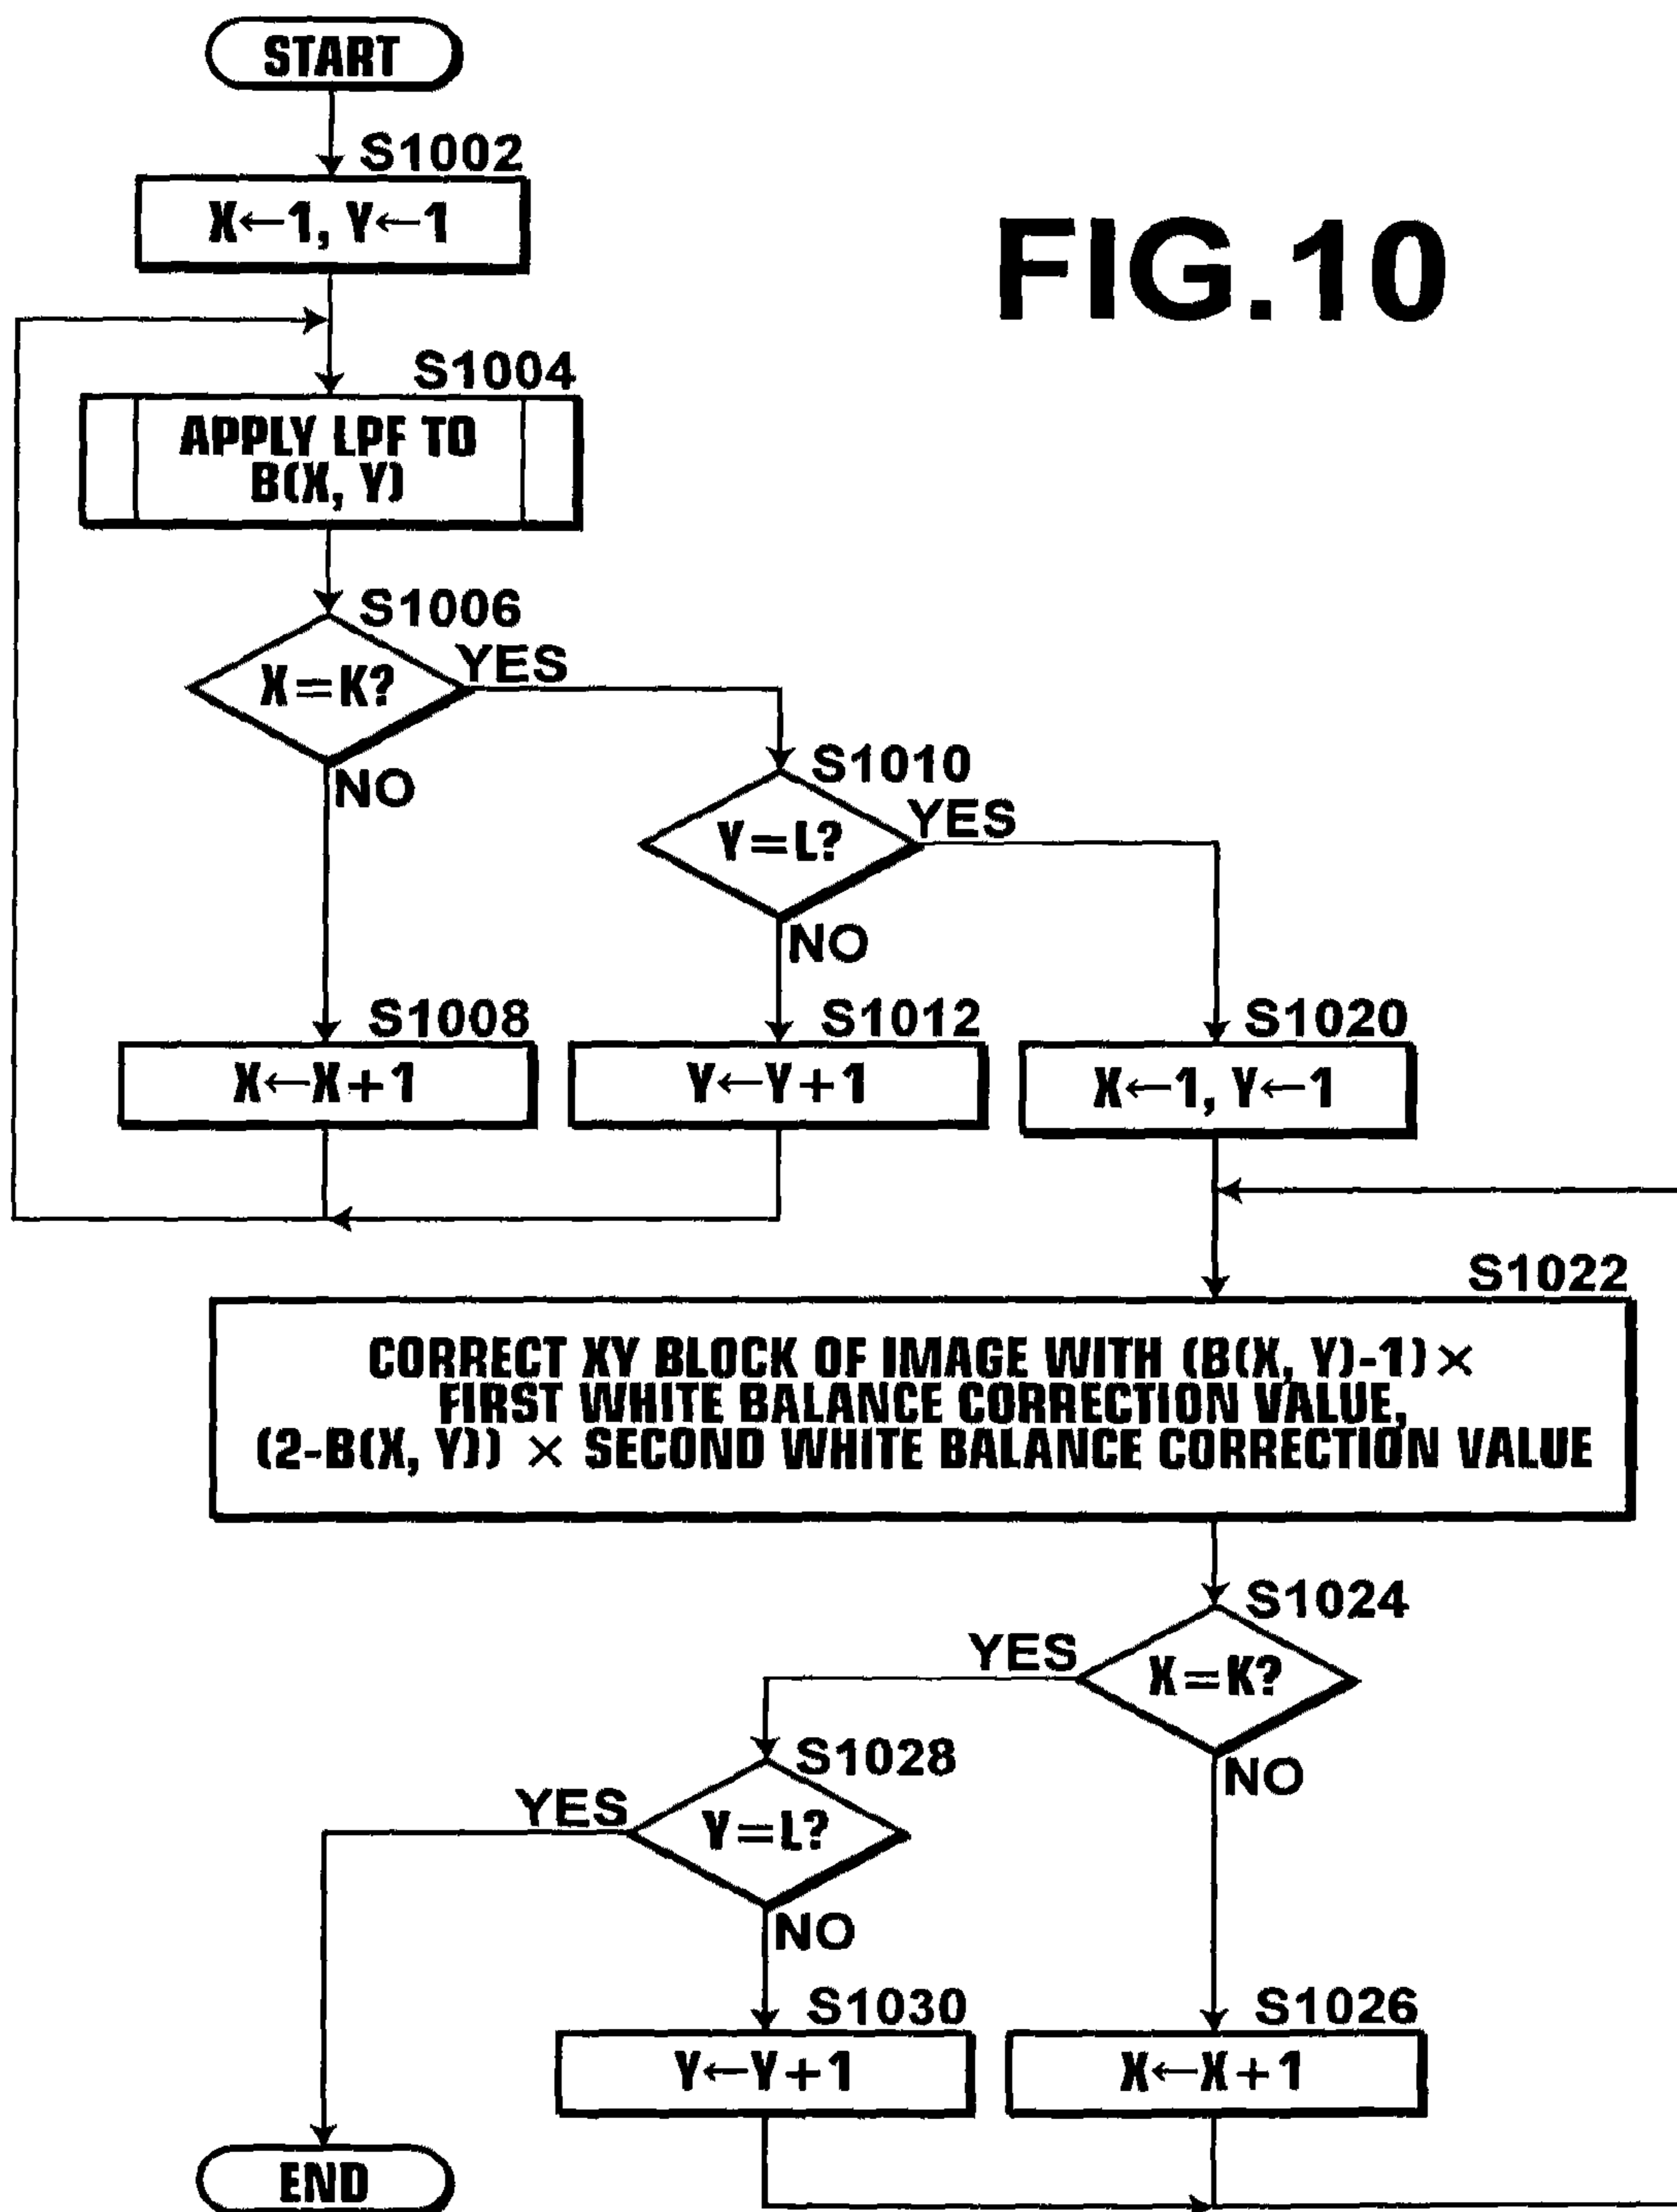 START
FIG.10
S1002
X←1, Y←1
S1004
APPLY LPF TO
B(X, Y)
S1006
X=K?
YES
NO
S1010
Y=L?
YES
NO
S1008
X←X+1
S1012
Y←Y+1
S1020
X←1, Y←1
S1022
CORRECT XY BLOCK OF IMAGE WITH (B(X, Y)-1)×
FIRST WHITE BALANCE CORRECTION VALUE,
(2-B(X, Y)) × SECOND WHITE BALANCE CORRECTION VALUE
S1024
X=K?
YES
NO
S1028
Y=L?
YES
NO
S1030
Y←Y+1
S1026
X←X+1
END